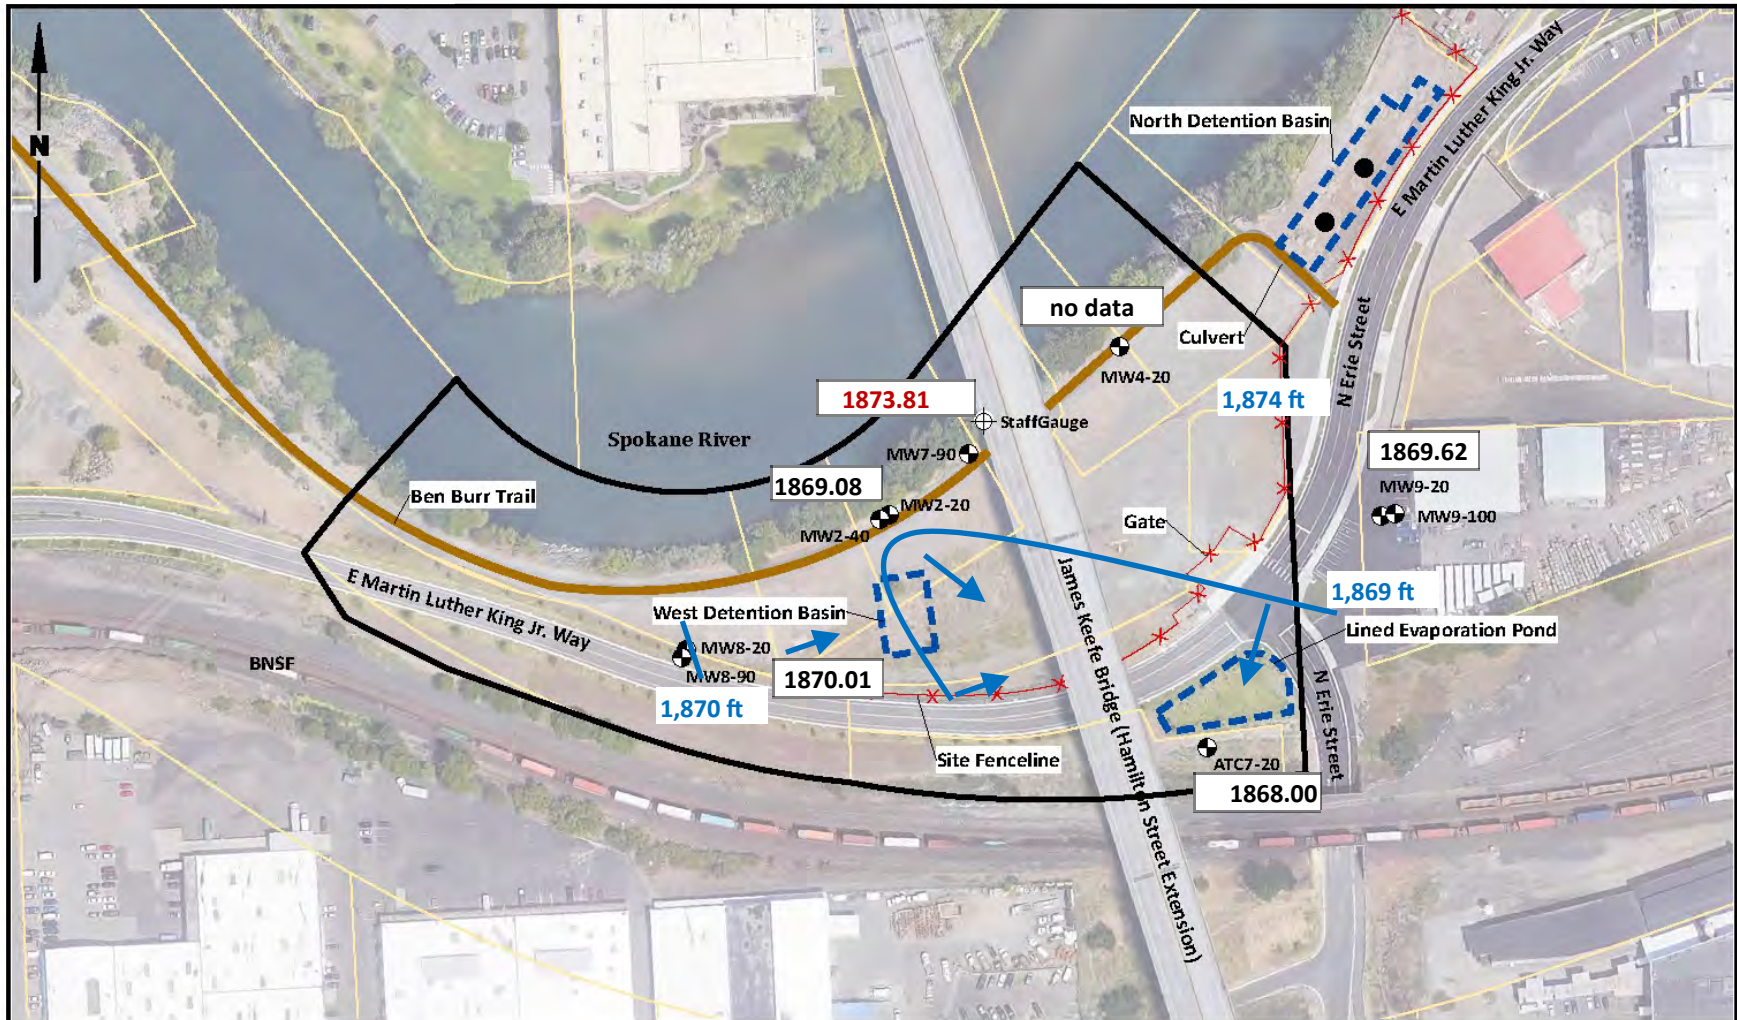 N
North Detention Basin
E Martin Luther King Jr. Way
no data
Culvert
MW4-20
N Erie Street
1,874 ft
1873.81
StaffGauge
Spokane River
MW7-90
1869.62
MW9-20
MW9-100
1869.08
Ben Burr Trail
MW2-20
MW2-40
Gate
E Martin Luther King Jr. Way
West Detention Basin
James Keefe Bridge (Hamilton Street Extension)
1,869 ft
Lined Evaporation Pond
BNSF
MW8-20
MW8-90
1870.01
1,870 ft
N Erie Street
Site Fenceline
ATC7-20
1868.00